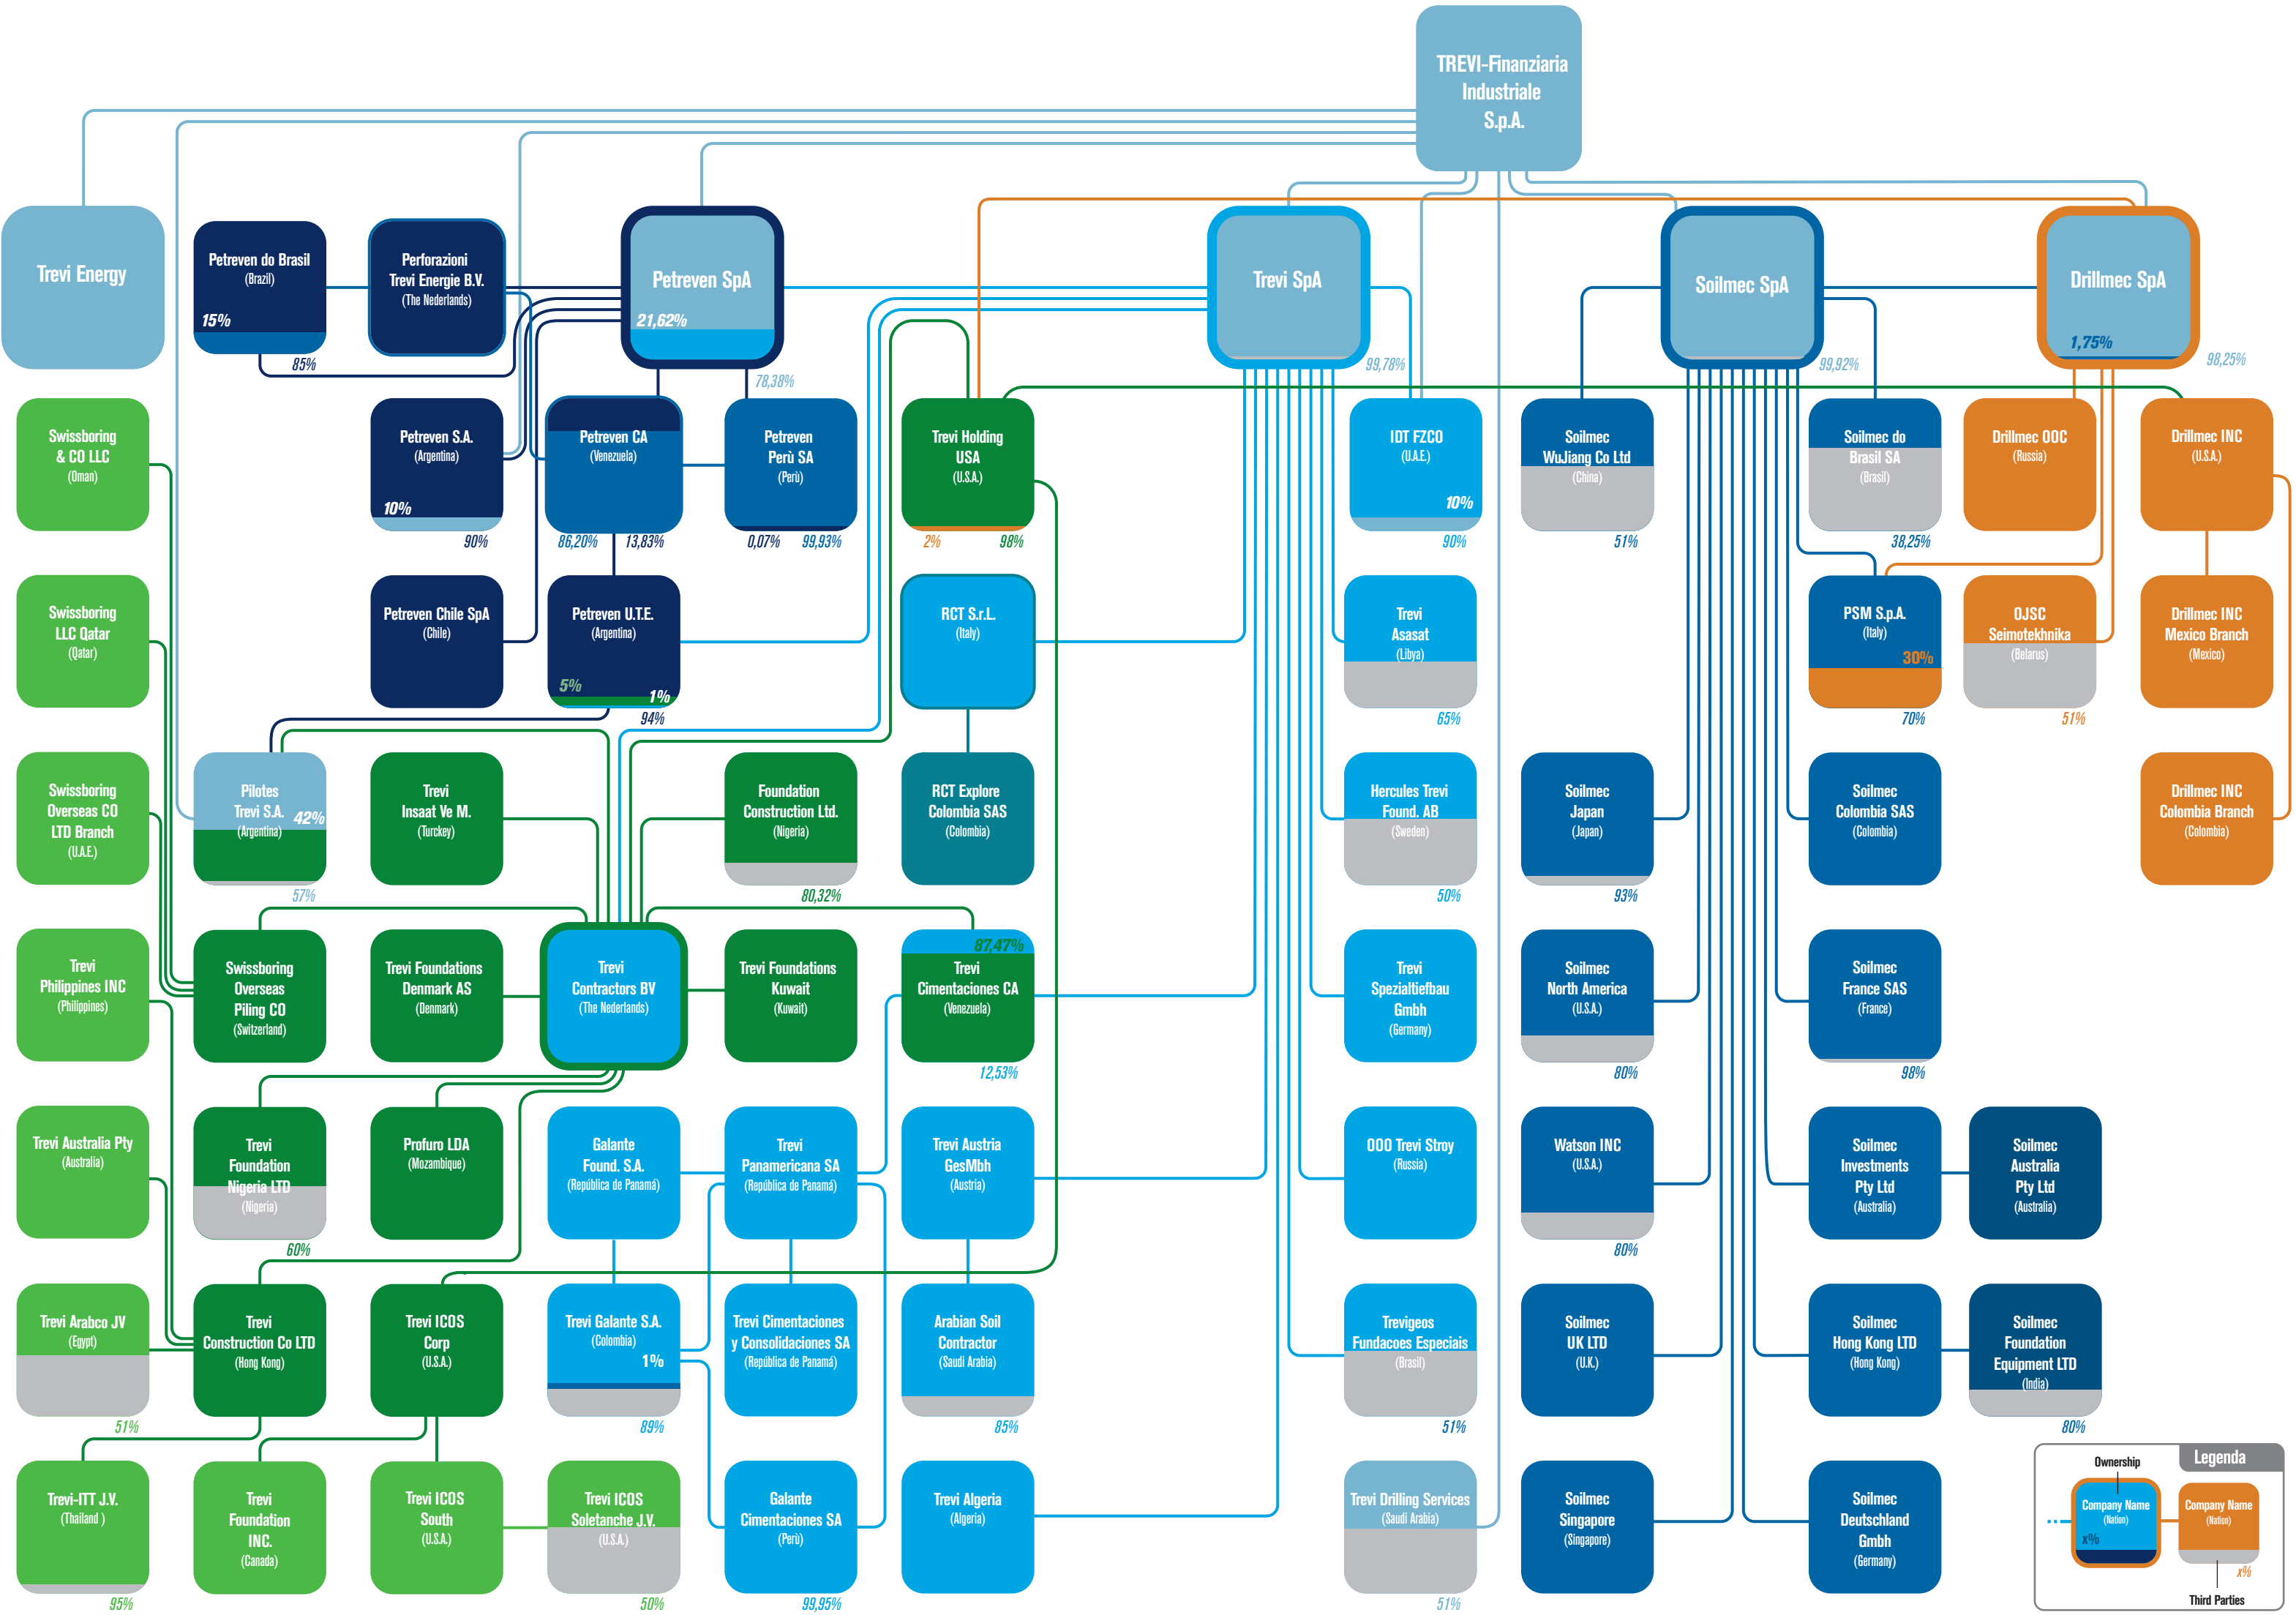 TREVI-Finanziaria
Industriale
S.p.A.
Trevi Energy
Petreven do Brasil
(Brazil)
15%
85%
Perforazioni
Trevi Energie B.V.
(The Nederlands)
Petreven SpA
21,62%
78,38%
Trevi SpA
99,78%
Soilmec SpA
99,92%
Drillmec SpA
1,75%
98,25%
Swissboring
& CO LLC
(Oman)
Petreven S.A.
(Argentina)
10%
90%
Petreven CA
(Venezuela)
86,20%
13,83%
Petreven
Perù SA
(Perù)
0,07%
99,93%
Trevi Holding
USA
(U.S.A.)
2%
98%
IDT FZCO
(U.A.E.)
10%
90%
Soilmec
WuJiang Co Ltd
(China)
51%
Soilmec do
Brasil SA
(Brasil)
38,25%
Drillmec OOC
(Russia)
Drillmec INC
(U.S.A.)
Swissboring
LLC Qatar
(Qatar)
Petreven Chile SpA
(Chile)
Petreven U.T.E.
(Argentina)
5%
1%
94%
RCT S.r.L.
(Italy)
Trevi
Asasat
(Libya)
65%
PSM S.p.A.
(Italy)
30%
70%
OJSC
Seimotekhnika
(Belarus)
51%
Drillmec INC
Mexico Branch
(Mexico)
Swissboring
Overseas CO
LTD Branch
(U.A.E.)
Pilotes
Trevi S.A.
(Argentina)
42%
57%
Trevi
Insaat Ve M.
(Turckey)
Foundation
Construction Ltd.
(Nigeria)
80,32%
RCT Explore
Colombia SAS
(Colombia)
Hercules Trevi
Found. AB
(Sweden)
50%
Soilmec
Japan
(Japan)
93%
Soilmec
Colombia SAS
(Colombia)
Drillmec INC
Colombia Branch
(Colombia)
Trevi
Philippines INC
(Philippines)
Swissboring
Overseas
Piling CO
(Switzerland)
Trevi Foundations
Denmark AS
(Denmark)
Trevi
Contractors BV
(The Nederlands)
Trevi Foundations
Kuwait
(Kuwait)
87,47%
Trevi
Cimentaciones CA
(Venezuela)
12,53%
Trevi
Spezialtiefbau
Gmbh
(Germany)
Soilmec
North America
(U.S.A.)
80%
Soilmec
France SAS
(France)
98%
Trevi Australia Pty
(Australia)
Trevi
Foundation
Nigeria LTD
(Nigeria)
60%
Profuro LDA
(Mozambique)
Galante
Found. S.A.
(República de Panamá)
Trevi
Panamericana SA
(República de Panamá)
Trevi Austria
GesMbh
(Austria)
OOO Trevi Stroy
(Russia)
Watson INC
(U.S.A.)
80%
Soilmec
Investments
Pty Ltd
(Australia)
Soilmec
Australia
Pty Ltd
(Australia)
Trevi Arabco JV
(Egypt)
51%
Trevi
Construction Co LTD
(Hong Kong)
Trevi ICOS
Corp
(U.S.A.)
Trevi Galante S.A.
(Colombia)
1%
89%
Trevi Cimentaciones
y Consolidaciones SA
(República de Panamá)
Arabian Soil
Contractor
(Saudi Arabia)
85%
Trevigeos
Fundacoes Especiais
(Brasil)
51%
Soilmec
UK LTD
(U.K.)
Soilmec
Hong Kong LTD
(Hong Kong)
Soilmec
Foundation
Equipment LTD
(India)
80%
Trevi-ITT J.V.
(Thailand )
95%
Trevi
Foundation
INC.
(Canada)
Trevi ICOS
South
(U.S.A.)
Trevi ICOS
Soletanche J.V.
(U.S.A.)
50%
Galante
Cimentaciones SA
(Perù)
99,95%
Trevi Algeria
(Algeria)
Trevi Drilling Services
(Saudi Arabia)
51%
Soilmec
Singapore
(Singapore)
Soilmec
Deutschland
Gmbh
(Germany)
Legenda
Ownership
Company Name
(Nation)
x%
Company Name
(Nation)
x%
Third Parties